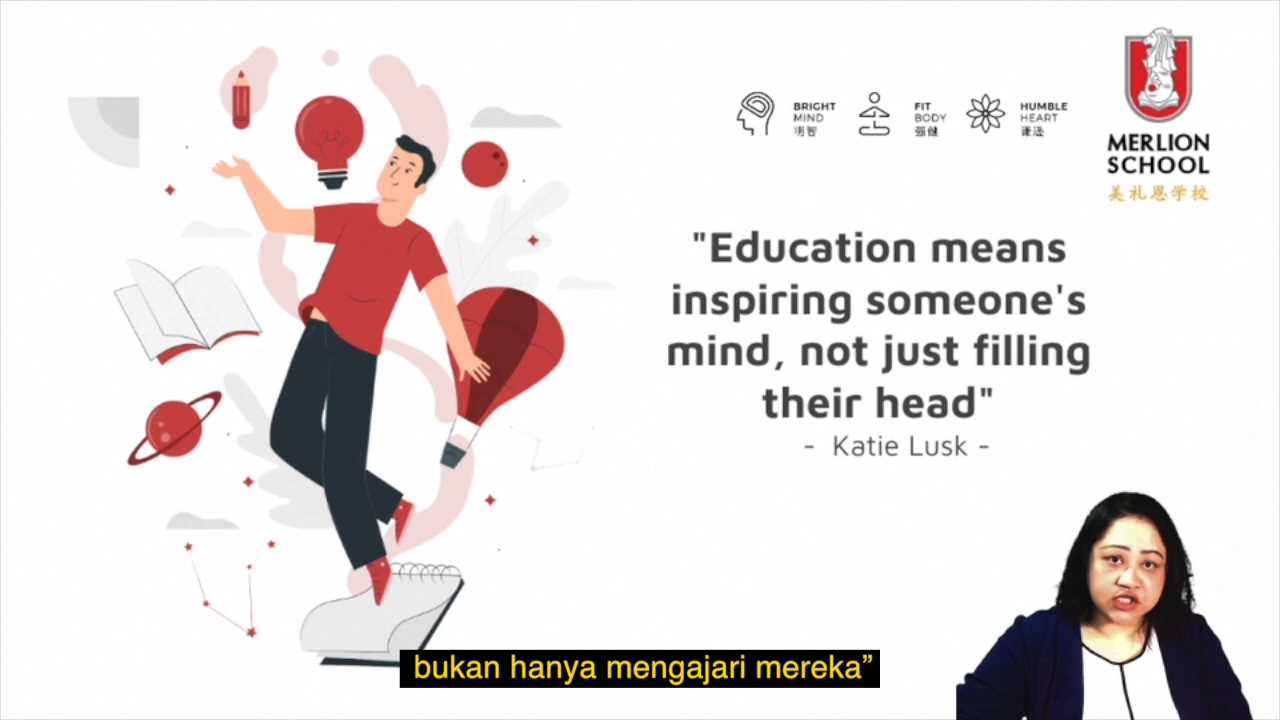 BRIGHT
MIND
明智
FIT
BODY
强健
HUMBLE
HEART
谦逊
MERLION
SCHOOL
美礼恩学校
"Education means
inspiring someone's
mind, not just filling
their head"
- Katie Lusk -
bukan hanya mengajari mereka”